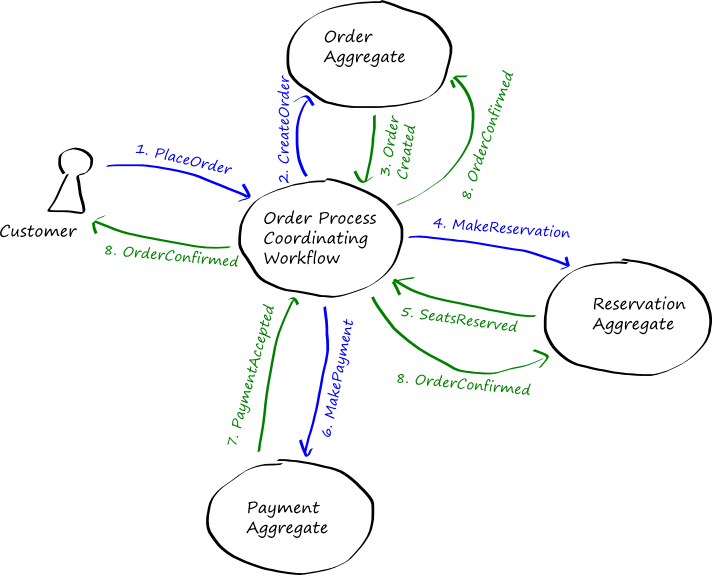 Order
Aggregate
2. CreateOrder
3. Order
Created
8. OrderConfirmed
1. PlaceOrder
Customer
Order Process
Coordinating
Workflow
4. MakeReservation
8. OrderConfirmed
Reservation
Aggregate
5. SeatsReserved
8. OrderConfirmed
7. PaymentAccepted
6. MakePayment
Payment
Aggregate